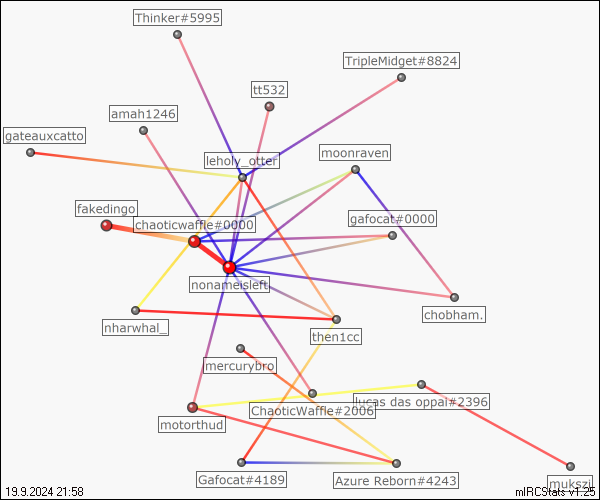 Thinker#5995
TripleMidget#8824
tt532
amah1246
gateauxcatto
leholy_otter
moonraven
fakedingo
chaoticwaffle#0000
gafocat#0000
nonameisleft
chobham.
nharwhal_
then1cc
mercurybro
ChaoticWaffle#2006
lucas das oppai#2396
motorthud
Gafocat#4189
Azure Reborn#4243
mukszi
19.9.2024 21:58
mIRCStats v1.25